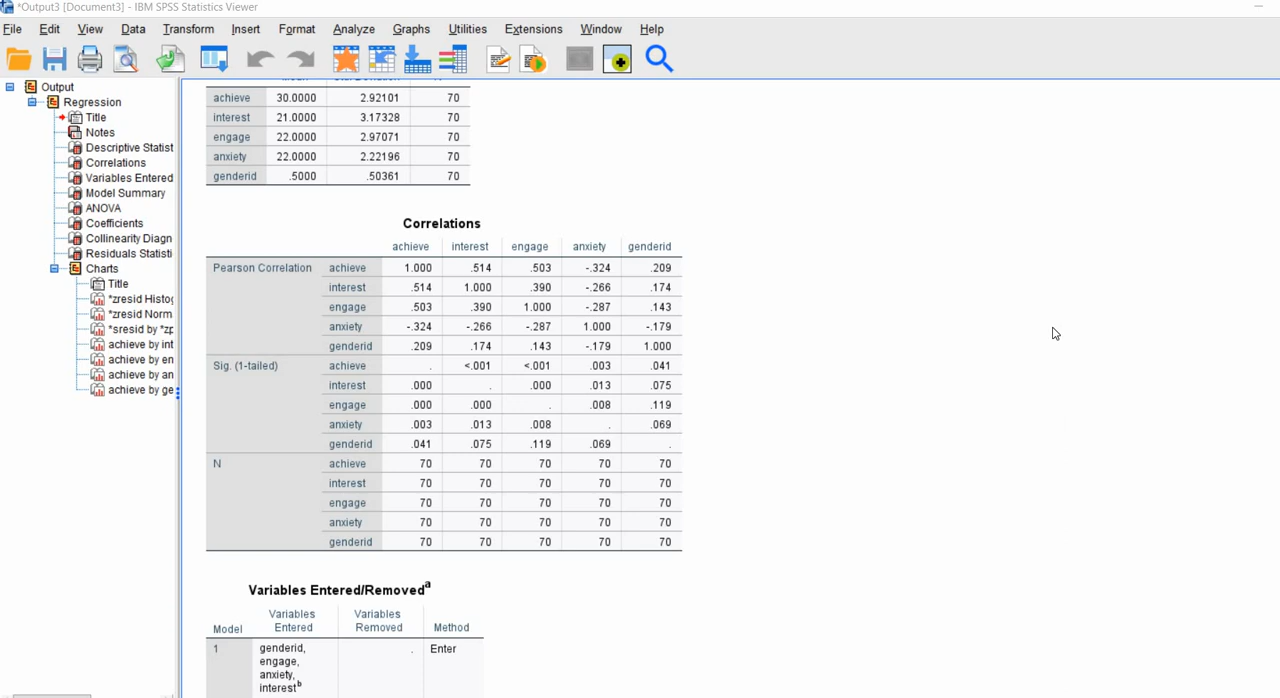 *Output3 [Document3] - IBM SPSS Statistics Viewer
File Edit View Data Transform Insert Format Analyze Graphs Utilities Extensions Window Help
Output
Regression
Title
Notes
Descriptive Statist
Correlations
Variables Entered
Model Summary
ANOVA
Coefficients
Collinearity Diagn
Residuals Statisti
Charts
Title
*zresid Histog
*zresid Norm
*sresid by *zp
achieve by int
achieve by en
achieve by an
achieve by ge
achieve 30.0000 2.92101 70
interest 21.0000 3.17328 70
engage 22.0000 2.97071 70
anxiety 22.0000 2.22196 70
genderid .5000 .50361 70
Correlations
achieve interest engage anxiety genderid
Pearson Correlation achieve 1.000 .514 .503 -.324 .209
interest .514 1.000 .390 -.266 .174
engage .503 .390 1.000 -.287 .143
anxiety -.324 -.266 -.287 1.000 -.179
genderid .209 .174 .143 -.179 1.000
Sig. (1-tailed) achieve . <.001 <.001 .003 .041
interest .000 . .000 .013 .075
engage .000 .000 . .008 .119
anxiety .003 .013 .008 . .069
genderid .041 .075 .119 .069 .
N achieve 70 70 70 70 70
interest 70 70 70 70 70
engage 70 70 70 70 70
anxiety 70 70 70 70 70
genderid 70 70 70 70 70
Variables Entered/Removedᵃ
Variables Variables
Model Entered Removed Method
1 genderid, . Enter
engage,
anxiety,
interestᵇ